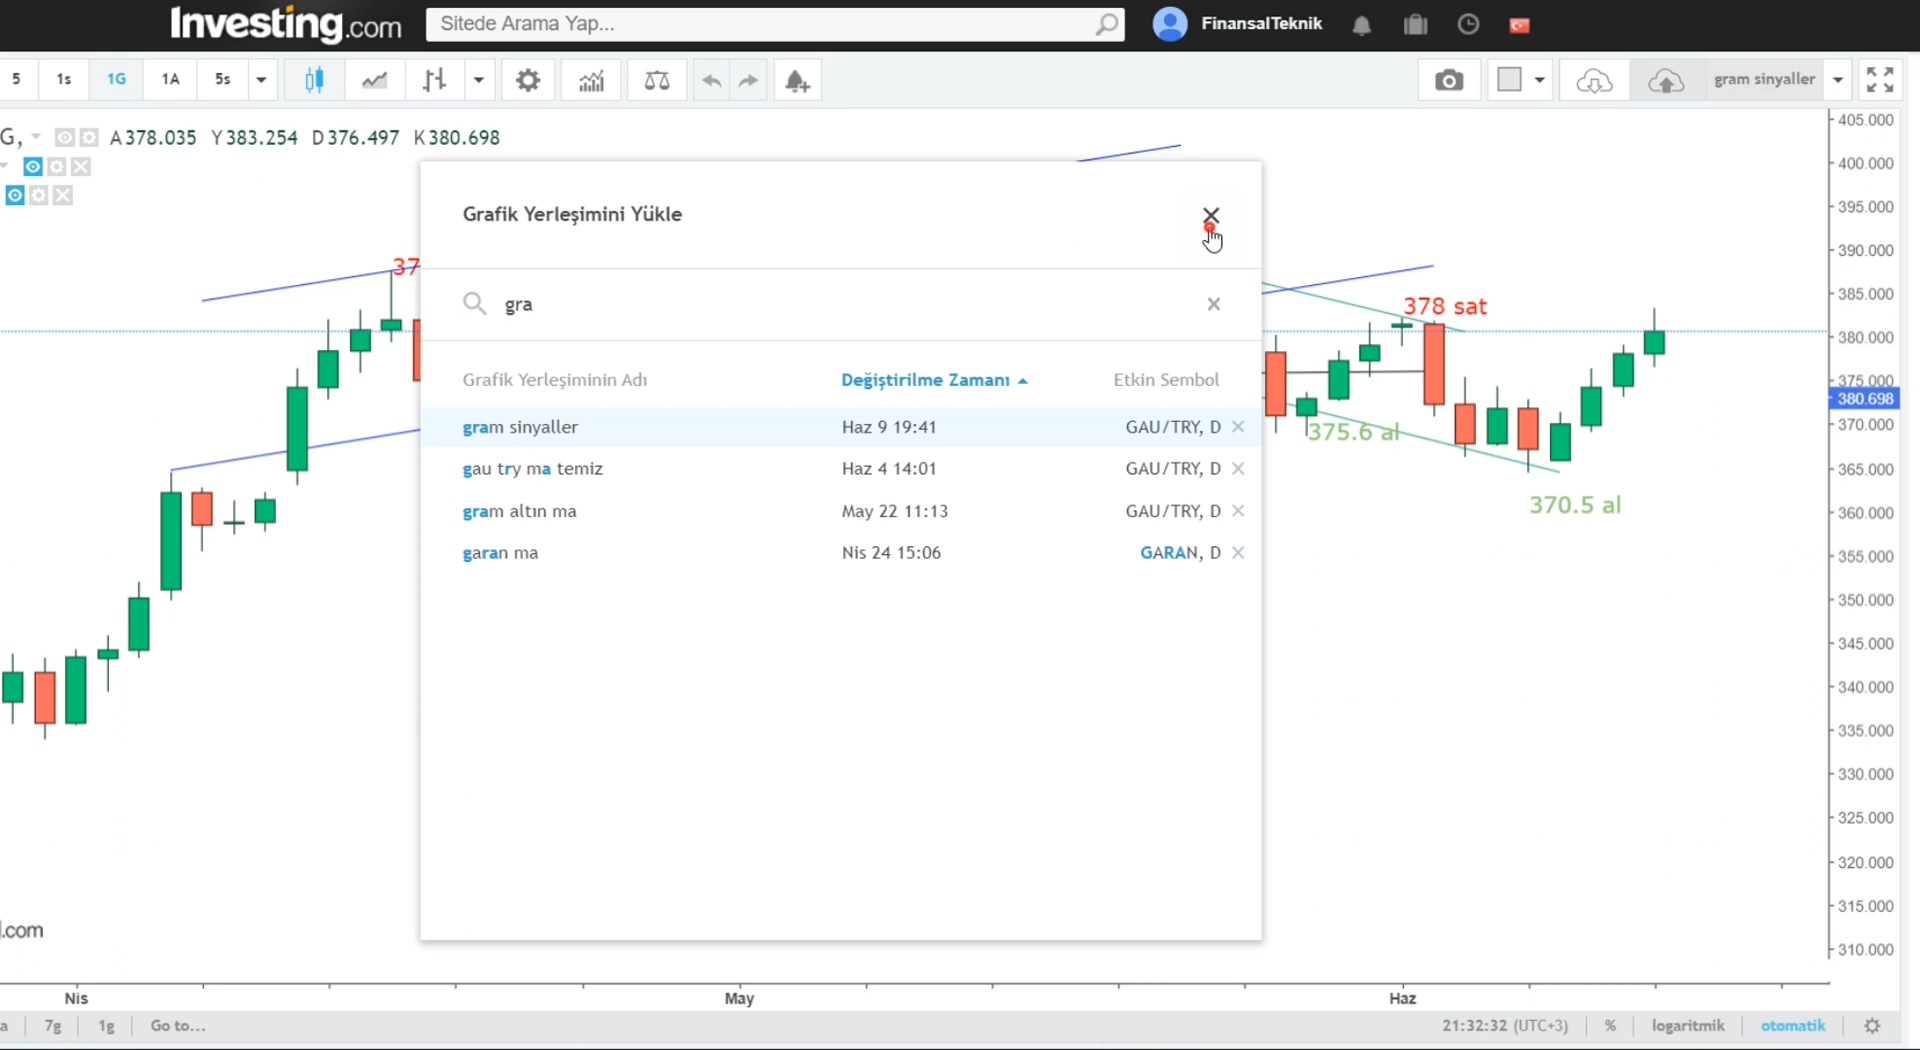 Investing.com
Sitede Arama Yap...
FinansalTeknik
5
1s
1G
1A
5s
gram sinyaller
G,
A378.035 Y383.254 D376.497 K380.698
37
378 sat
375.6 al
370.5 al
Grafik Yerleşimini Yükle
gra
Grafik Yerleşiminin Adı
Değiştirilme Zamanı
Etkin Sembol
gram sinyaller
Haz 9 19:41
GAU/TRY, D
gau try ma temiz
Haz 4 14:01
GAU/TRY, D
gram altın ma
May 22 11:13
GAU/TRY, D
garan ma
Nis 24 15:06
GARAN, D
405.000
400.000
395.000
390.000
385.000
380.000
375.000
380.698
370.000
365.000
360.000
355.000
350.000
345.000
340.000
335.000
330.000
325.000
320.000
315.000
310.000
.com
Nis
May
Haz
a
7g
1g
Go to...
21:32:32 (UTC+3)
%
logaritmik
otomatik